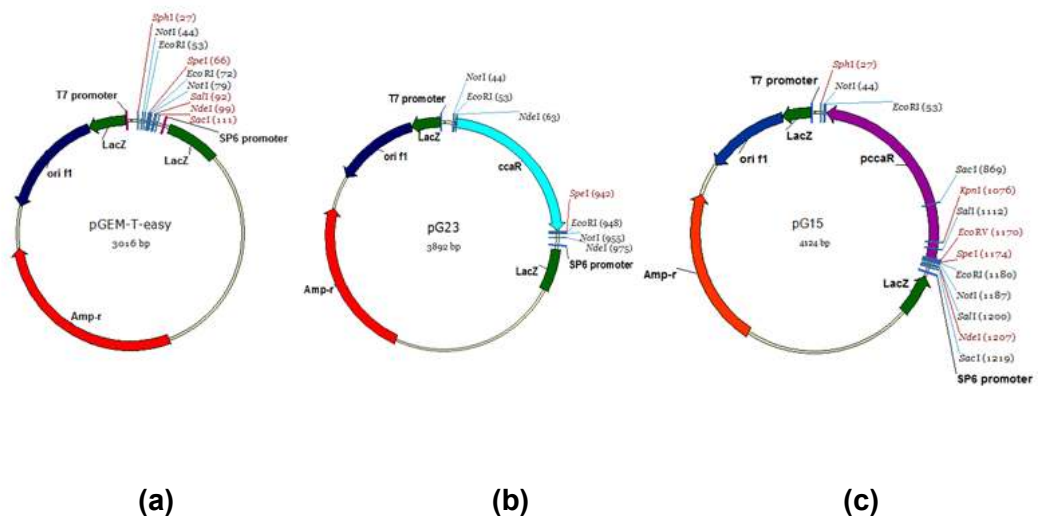 SphI (27)
NotI (44)
EcoRI (53)
SpeI (66)
EcoRI (72)
NotI (79)
SalI (92)
NdeI (99)
SacI (111)
T7 promoter
SP6 promoter
LacZ
LacZ
ori f1
pGEM-T-easy
3016 bp
Amp-r
(a)
NotI (44)
T7 promoter
EcoRI (53)
NdeI (63)
LacZ
ori f1
ccaR
SpeI (942)
pG23
3892 bp
EcoRI (948)
NotI (955)
NdeI (975)
SP6 promoter
LacZ
Amp-r
(b)
SphI (27)
T7 promoter
NotI (44)
EcoRI (53)
LacZ
ori f1
pccaR
SacI (869)
KpnI (1076)
SalI (1112)
EcoRV (1170)
SpeI (1174)
EcoRI (1180)
NotI (1187)
SalI (1200)
NdeI (1207)
SacI (1219)
SP6 promoter
pG15
4124 bp
Amp-r
LacZ
(c)